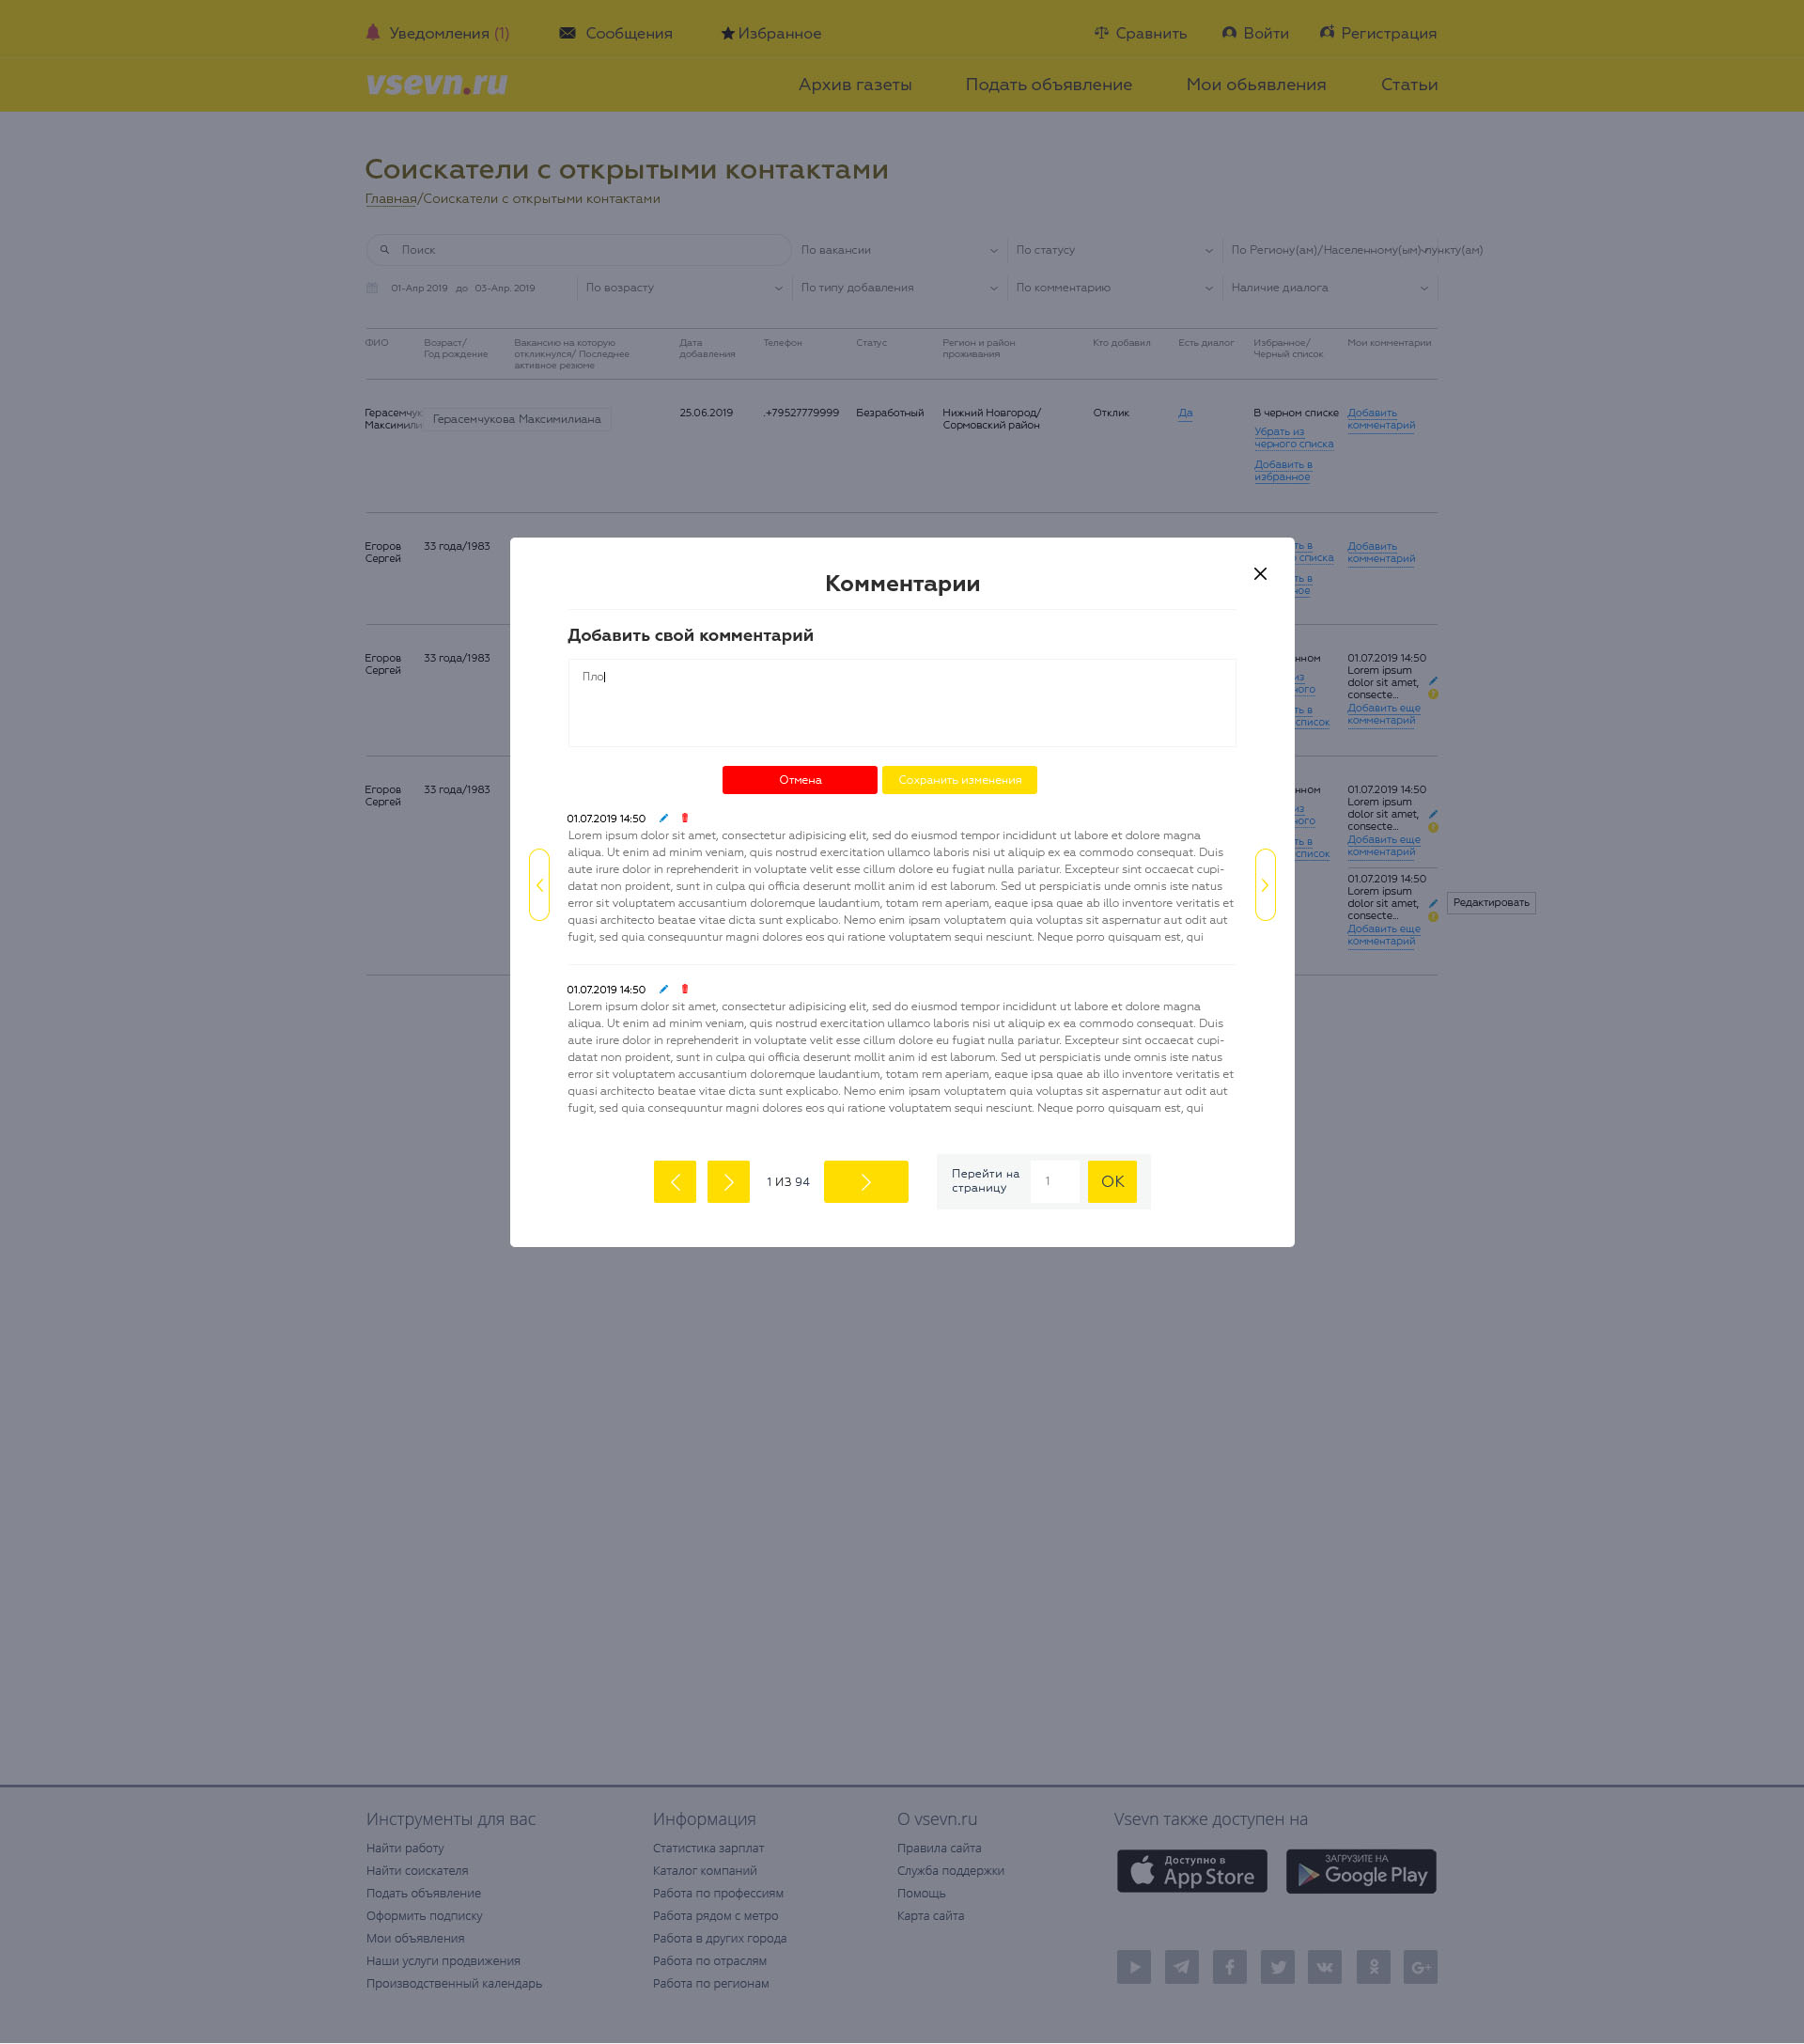 Уведомления (1)
Сообщения
Избранное
Сравнить
Войти
Регистрация
vsevn.ru
Архив газеты
Подать объявление
Мои обьявления
Статьи
Соискатели с открытыми контактами
Главная/Соискатели с открытыми контактами
Поиск
По вакансии
По статусу
По Региону(ам)/Населенному(ым) пункту(ам)
01-Апр 2019 до 03-Апр. 2019
По возрасту
По типу добавления
По комментарию
Наличие диалога
ФИО
Возраст/
Год рождение
Вакансию на которую
откликнулся/ Последнее
активное резюме
Дата
добавления
Телефон
Статус
Регион и район
проживания
Кто добавил
Есть диалог
Избранное/
Черный список
Мои комментарии
Герасемчук
Максимили
Герасемчукова Максимилиана
25.06.2019
.+79527779999
Безработный
Нижний Новгород/
Сормовский район
Отклик
Да
В черном списке
Убрать из
черного списка
Добавить в
избранное
Добавить
комментарий
Егоров
Сергей
33 года/1983
ть в
списка
ть в
ное
Добавить
комментарий
Егоров
Сергей
33 года/1983
нном
из
ного
ть в
список
01.07.2019 14:50
Lorem ipsum
dolor sit amet,
consecte...
Добавить еще
комментарий
Егоров
Сергей
33 года/1983
нном
из
ного
ть в
список
01.07.2019 14:50
Lorem ipsum
dolor sit amet,
consecte...
Добавить еще
комментарий
01.07.2019 14:50
Lorem ipsum
dolor sit amet,
consecte...
Добавить еще
комментарий
Редактировать
Комментарии
Добавить свой комментарий
Пло
Отмена
Сохранить изменения
01.07.2019 14:50
Lorem ipsum dolor sit amet, consectetur adipisicing elit, sed do eiusmod tempor incididunt ut labore et dolore magna
aliqua. Ut enim ad minim veniam, quis nostrud exercitation ullamco laboris nisi ut aliquip ex ea commodo consequat. Duis
aute irure dolor in reprehenderit in voluptate velit esse cillum dolore eu fugiat nulla pariatur. Excepteur sint occaecat cupi-
datat non proident, sunt in culpa qui officia deserunt mollit anim id est laborum. Sed ut perspiciatis unde omnis iste natus
error sit voluptatem accusantium doloremque laudantium, totam rem aperiam, eaque ipsa quae ab illo inventore veritatis et
quasi architecto beatae vitae dicta sunt explicabo. Nemo enim ipsam voluptatem quia voluptas sit aspernatur aut odit aut
fugit, sed quia consequuntur magni dolores eos qui ratione voluptatem sequi nesciunt. Neque porro quisquam est, qui
01.07.2019 14:50
Lorem ipsum dolor sit amet, consectetur adipisicing elit, sed do eiusmod tempor incididunt ut labore et dolore magna
aliqua. Ut enim ad minim veniam, quis nostrud exercitation ullamco laboris nisi ut aliquip ex ea commodo consequat. Duis
aute irure dolor in reprehenderit in voluptate velit esse cillum dolore eu fugiat nulla pariatur. Excepteur sint occaecat cupi-
datat non proident, sunt in culpa qui officia deserunt mollit anim id est laborum. Sed ut perspiciatis unde omnis iste natus
error sit voluptatem accusantium doloremque laudantium, totam rem aperiam, eaque ipsa quae ab illo inventore veritatis et
quasi architecto beatae vitae dicta sunt explicabo. Nemo enim ipsam voluptatem quia voluptas sit aspernatur aut odit aut
fugit, sed quia consequuntur magni dolores eos qui ratione voluptatem sequi nesciunt. Neque porro quisquam est, qui
1 ИЗ 94
Перейти на
страницу
1
ОК
Инструменты для вас
Найти работу
Найти соискателя
Подать объявление
Оформить подписку
Мои объявления
Наши услуги продвижения
Производственный календарь
Информация
Статистика зарплат
Каталог компаний
Работа по профессиям
Работа рядом с метро
Работа в других города
Работа по отраслям
Работа по регионам
О vsevn.ru
Правила сайта
Служба поддержки
Помощь
Карта сайта
Vsevn также доступен на
Доступно в
App Store
ЗАГРУЗИТЕ НА
Google Play